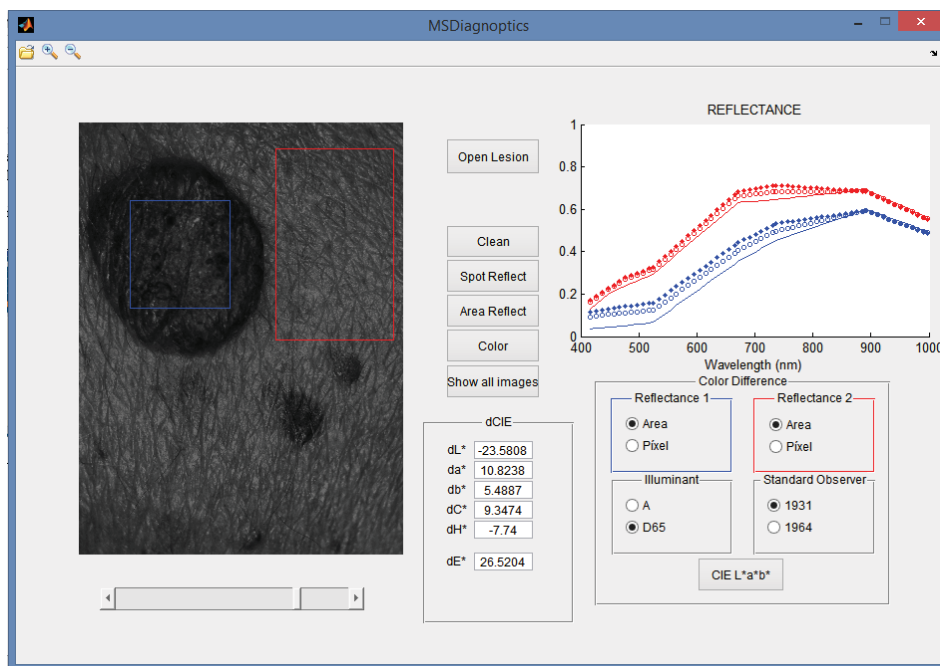 MSDiagnoptics
Open Lesion
Clean
Spot Reflect
Area Reflect
Color
Show all images
dCIE
dL* -23.5808
da* 10.8238
db* 5.4887
dC* 9.3474
dH* -7.74
dE* 26.5204
REFLECTANCE
1
0.8
0.6
0.4
0.2
0
400 500 600 700 800 900 1000
Wavelength (nm)
Color Difference
Reflectance 1 Reflectance 2
Area Area
Píxel Píxel
Illuminant Standard Observer
A 1931
D65 1964
CIE L*a*b*